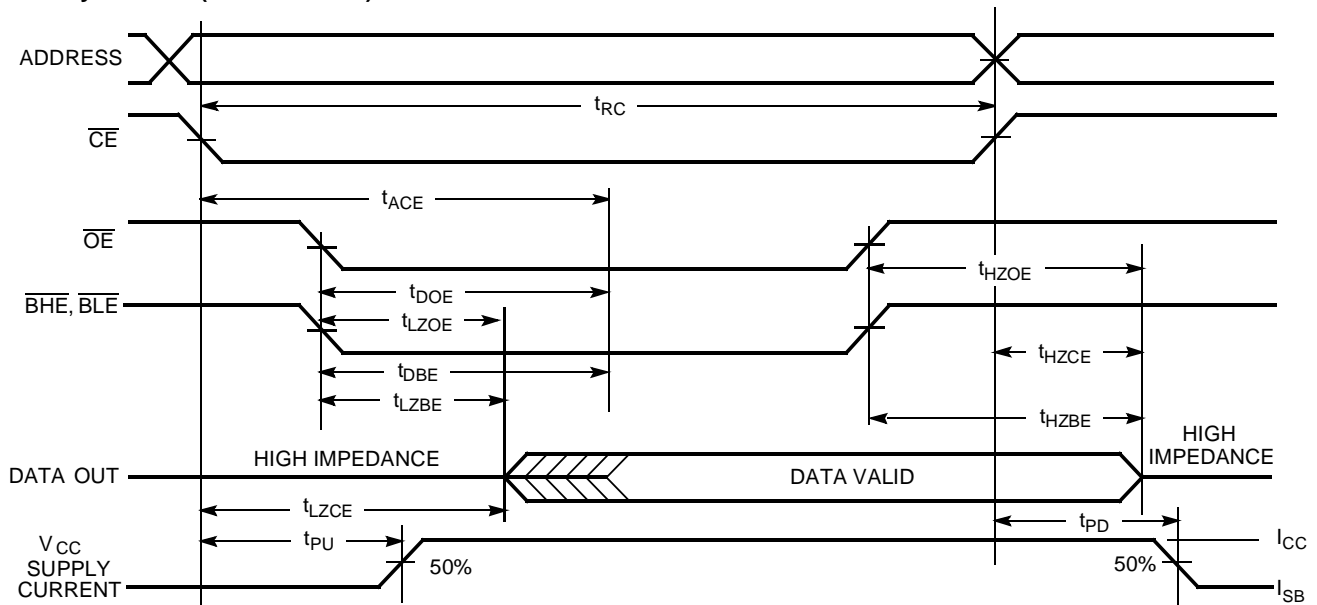 ADDRESS
tRC
CE
tACE
OE
tHZOE
tDOE
BHE, BLE
tLZOE
tHZCE
tDBE
tLZBE
tHZBE
HIGH IMPEDANCE
HIGH
IMPEDANCE
DATA OUT
DATA VALID
tLZCE
tPD
tPU
VCC
SUPPLY
CURRENT
50%
50%
ICC
ISB